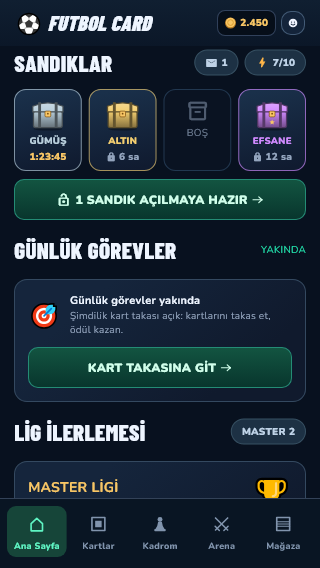 FUTBOL CARD
2.450
SANDIKLAR
1
7/10
GÜMÜŞ
1:23:45
ALTIN
6 sa
BOŞ
EFSANE
12 sa
1 SANDIK AÇILMAYA HAZIR →
GÜNLÜK GÖREVLER
YAKINDA
Günlük görevler yakında
Şimdilik kart takası açık: kartlarını takas et,
ödül kazan.
KART TAKASINA GİT →
LİG İLERLEMESİ
MASTER 2
MASTER LİGİ
Ana Sayfa
Kartlar
Kadrom
Arena
Mağaza